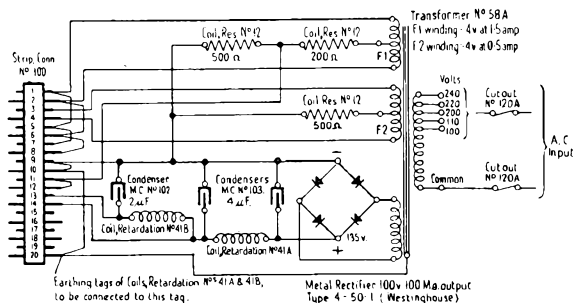 Transformer Nº 58A
F1 winding - 4v at 1·5amp
F2 winding - 4v at 0·5amp
Coil, Res Nº 12
500 Ω
Coil, Res Nº 12
200 Ω
F1
Strip, Conn
Nº 100
1
2
3
4
5
6
7
8
9
10
11
12
13
14
15
16
17
18
19
20
Coil Res Nº 12
500Ω
F2
Volts
240
220
200
110
100
Cut out
Nº 120A
A.C
Input
Common
Cut out
Nº 120A
Condenser
M.C Nº 102
2μF
Condensers
M.C Nº 103.
4 μF.
Coil, Retardation Nº 41B
Coil, Retardation Nº 41A
−
+
135v.
Earthing tags of Coils, Retardation Nºs 41A & 41B,
to be connected to this tag.
Metal Rectifier 100v 100 Ma. output
Type 4 - 50 - 1 ( Westinghouse)